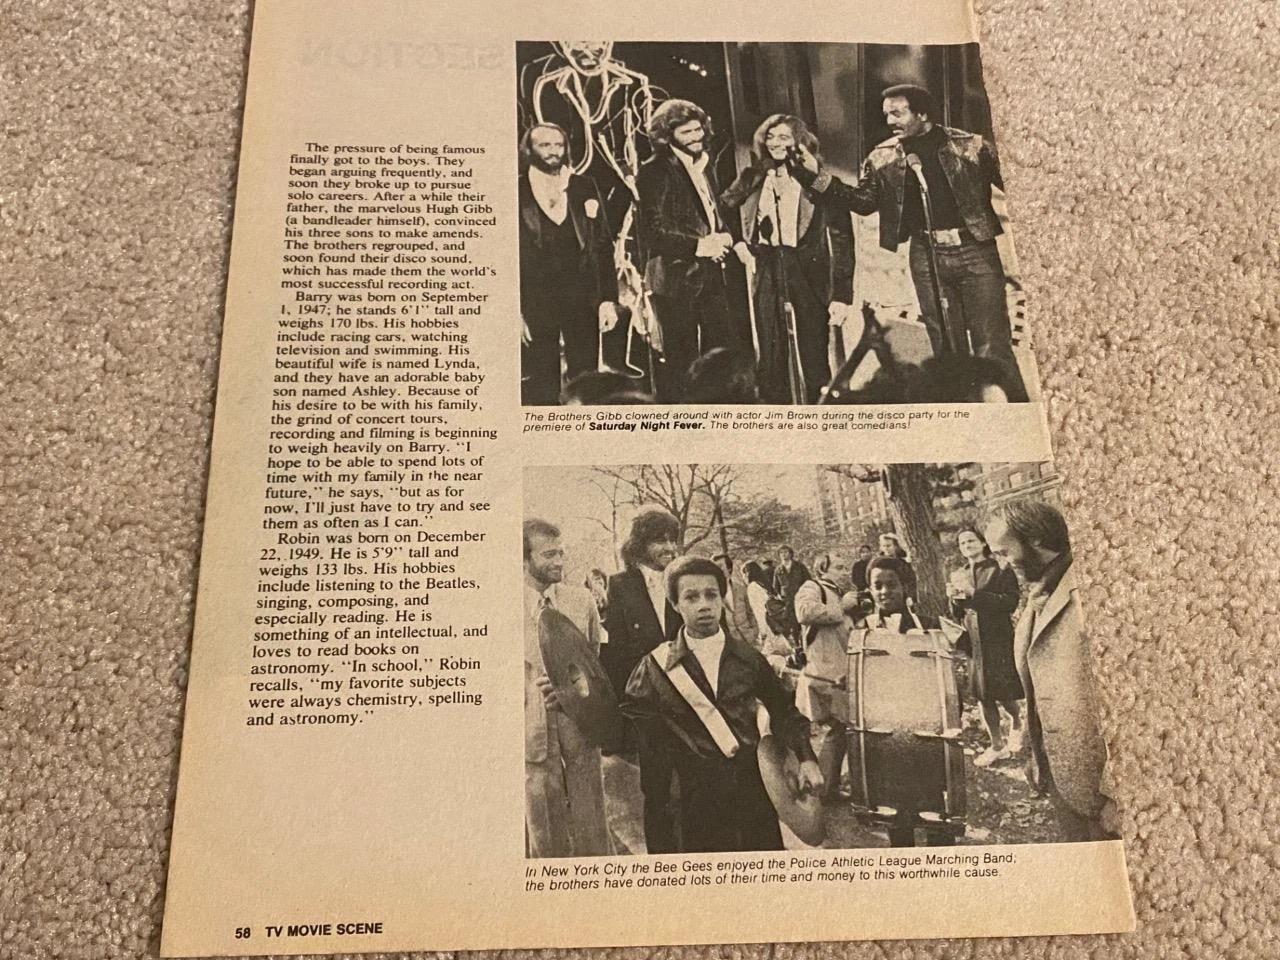 SECTION
The pressure of being famous
finally got to the boys. They
began arguing frequently, and
soon they broke up to pursue
solo careers. After a while their
father, the marvelous Hugh Gibb
(a bandleader himself), convinced
his three sons to make amends.
The brothers regrouped, and
soon found their disco sound,
which has made them the world's
most successful recording act.
Barry was born on September
1, 1947; he stands 6'1'' tall and
weighs 170 lbs. His hobbies
include racing cars, watching
television and swimming. His
beautiful wife is named Lynda,
and they have an adorable baby
son named Ashley. Because of
his desire to be with his family,
the grind of concert tours,
recording and filming is beginning
to weigh heavily on Barry. ''I
hope to be able to spend lots of
time with my family in the near
future,'' he says, ''but as for
now, I'll just have to try and see
them as often as I can.''
Robin was born on December
22, 1949. He is 5'9'' tall and
weighs 133 lbs. His hobbies
include listening to the Beatles,
singing, composing, and
especially reading. He is
something of an intellectual, and
loves to read books on
astronomy. ''In school,'' Robin
recalls, ''my favorite subjects
were always chemistry, spelling
and astronomy.''
The Brothers Gibb clowned around with actor Jim Brown during the disco party for the
premiere of Saturday Night Fever. The brothers are also great comedians!
In New York City the Bee Gees enjoyed the Police Athletic League Marching Band;
the brothers have donated lots of their time and money to this worthwhile cause.
58 TV MOVIE SCENE